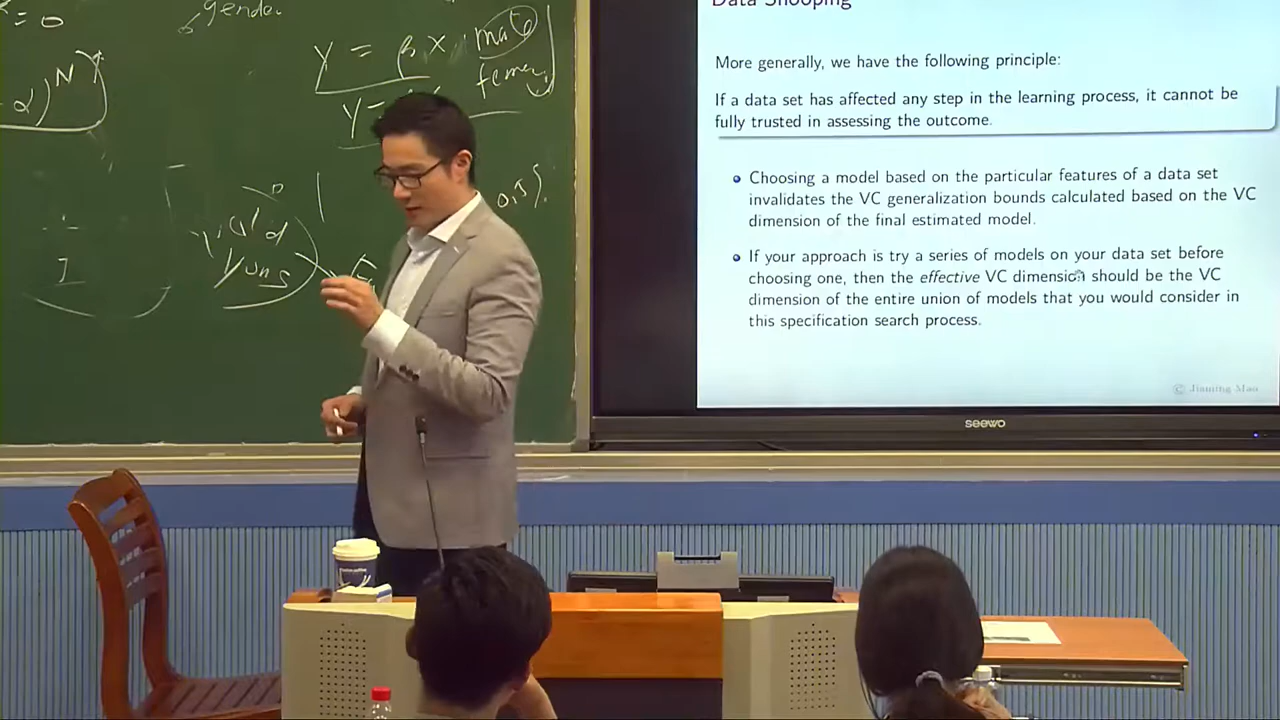 = 0
gender
Y = β X
male
Y =
valid
0.5%
I
Data Snooping
More generally, we have the following principle:
If a data set has affected any step in the learning process, it cannot be
fully trusted in assessing the outcome.
Choosing a model based on the particular features of a data set
invalidates the VC generalization bounds calculated based on the VC
dimension of the final estimated model.
If your approach is try a series of models on your data set before
choosing one, then the effective VC dimension should be the VC
dimension of the entire union of models that you would consider in
this specification search process.
© Jiaming Mao
seewo